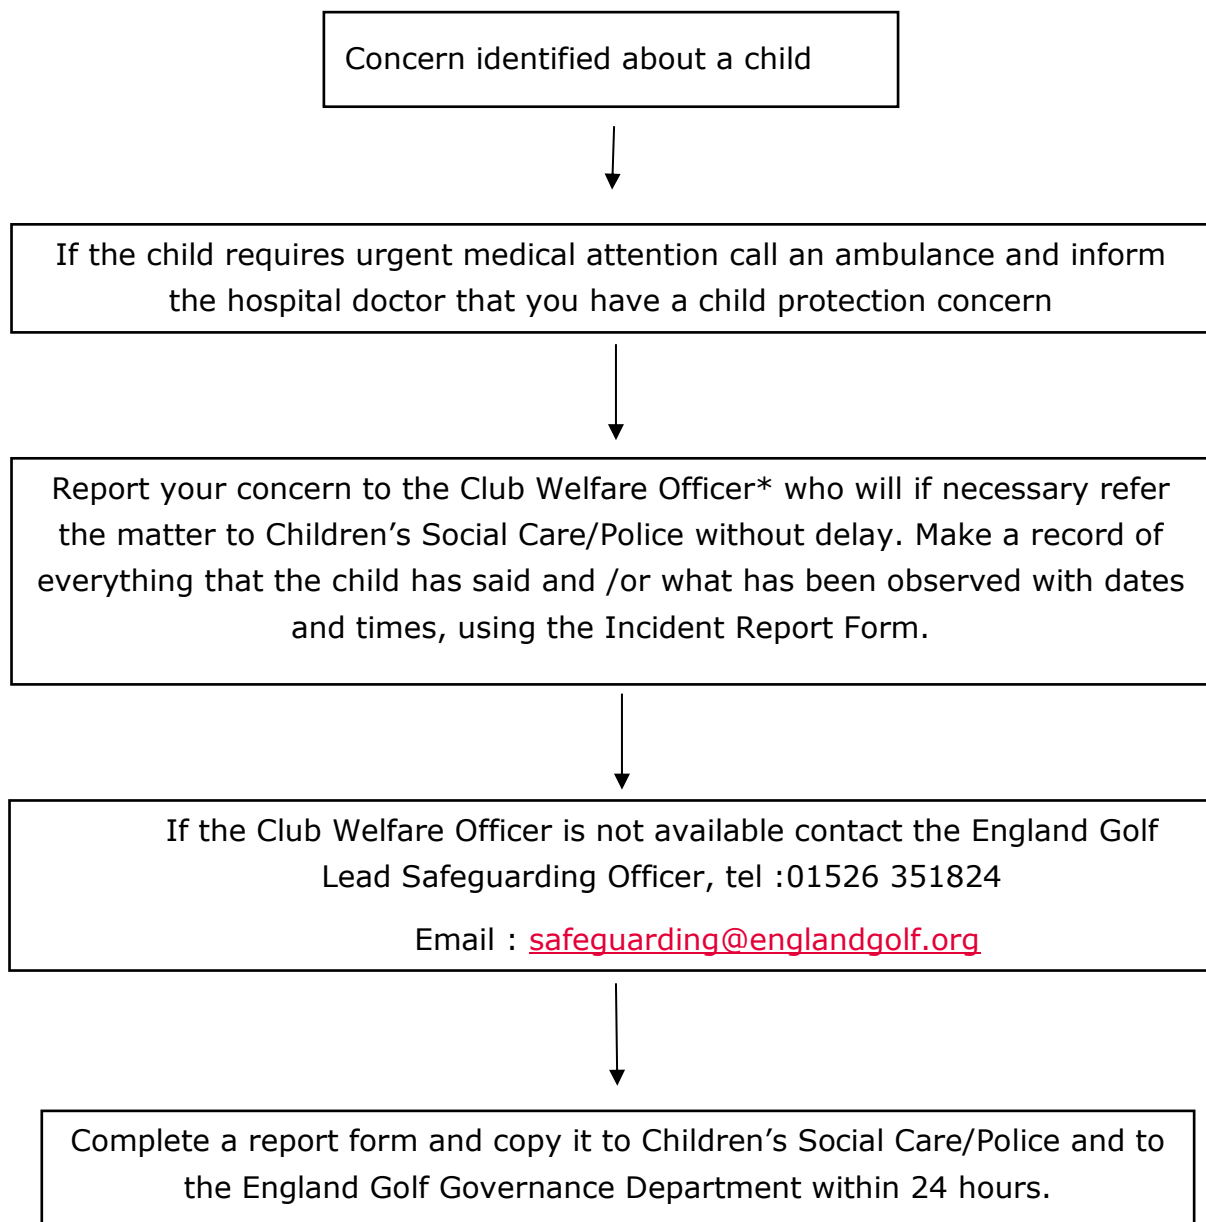 Concern identified about a child
If the child requires urgent medical attention call an ambulance and inform
the hospital doctor that you have a child protection concern
Report your concern to the Club Welfare Officer* who will if necessary refer
the matter to Children’s Social Care/Police without delay. Make a record of
everything that the child has said and /or what has been observed with dates
and times, using the Incident Report Form.
If the Club Welfare Officer is not available contact the England Golf
Lead Safeguarding Officer, tel :01526 351824
Email : safeguarding@englandgolf.org
Complete a report form and copy it to Children’s Social Care/Police and to
the England Golf Governance Department within 24 hours.